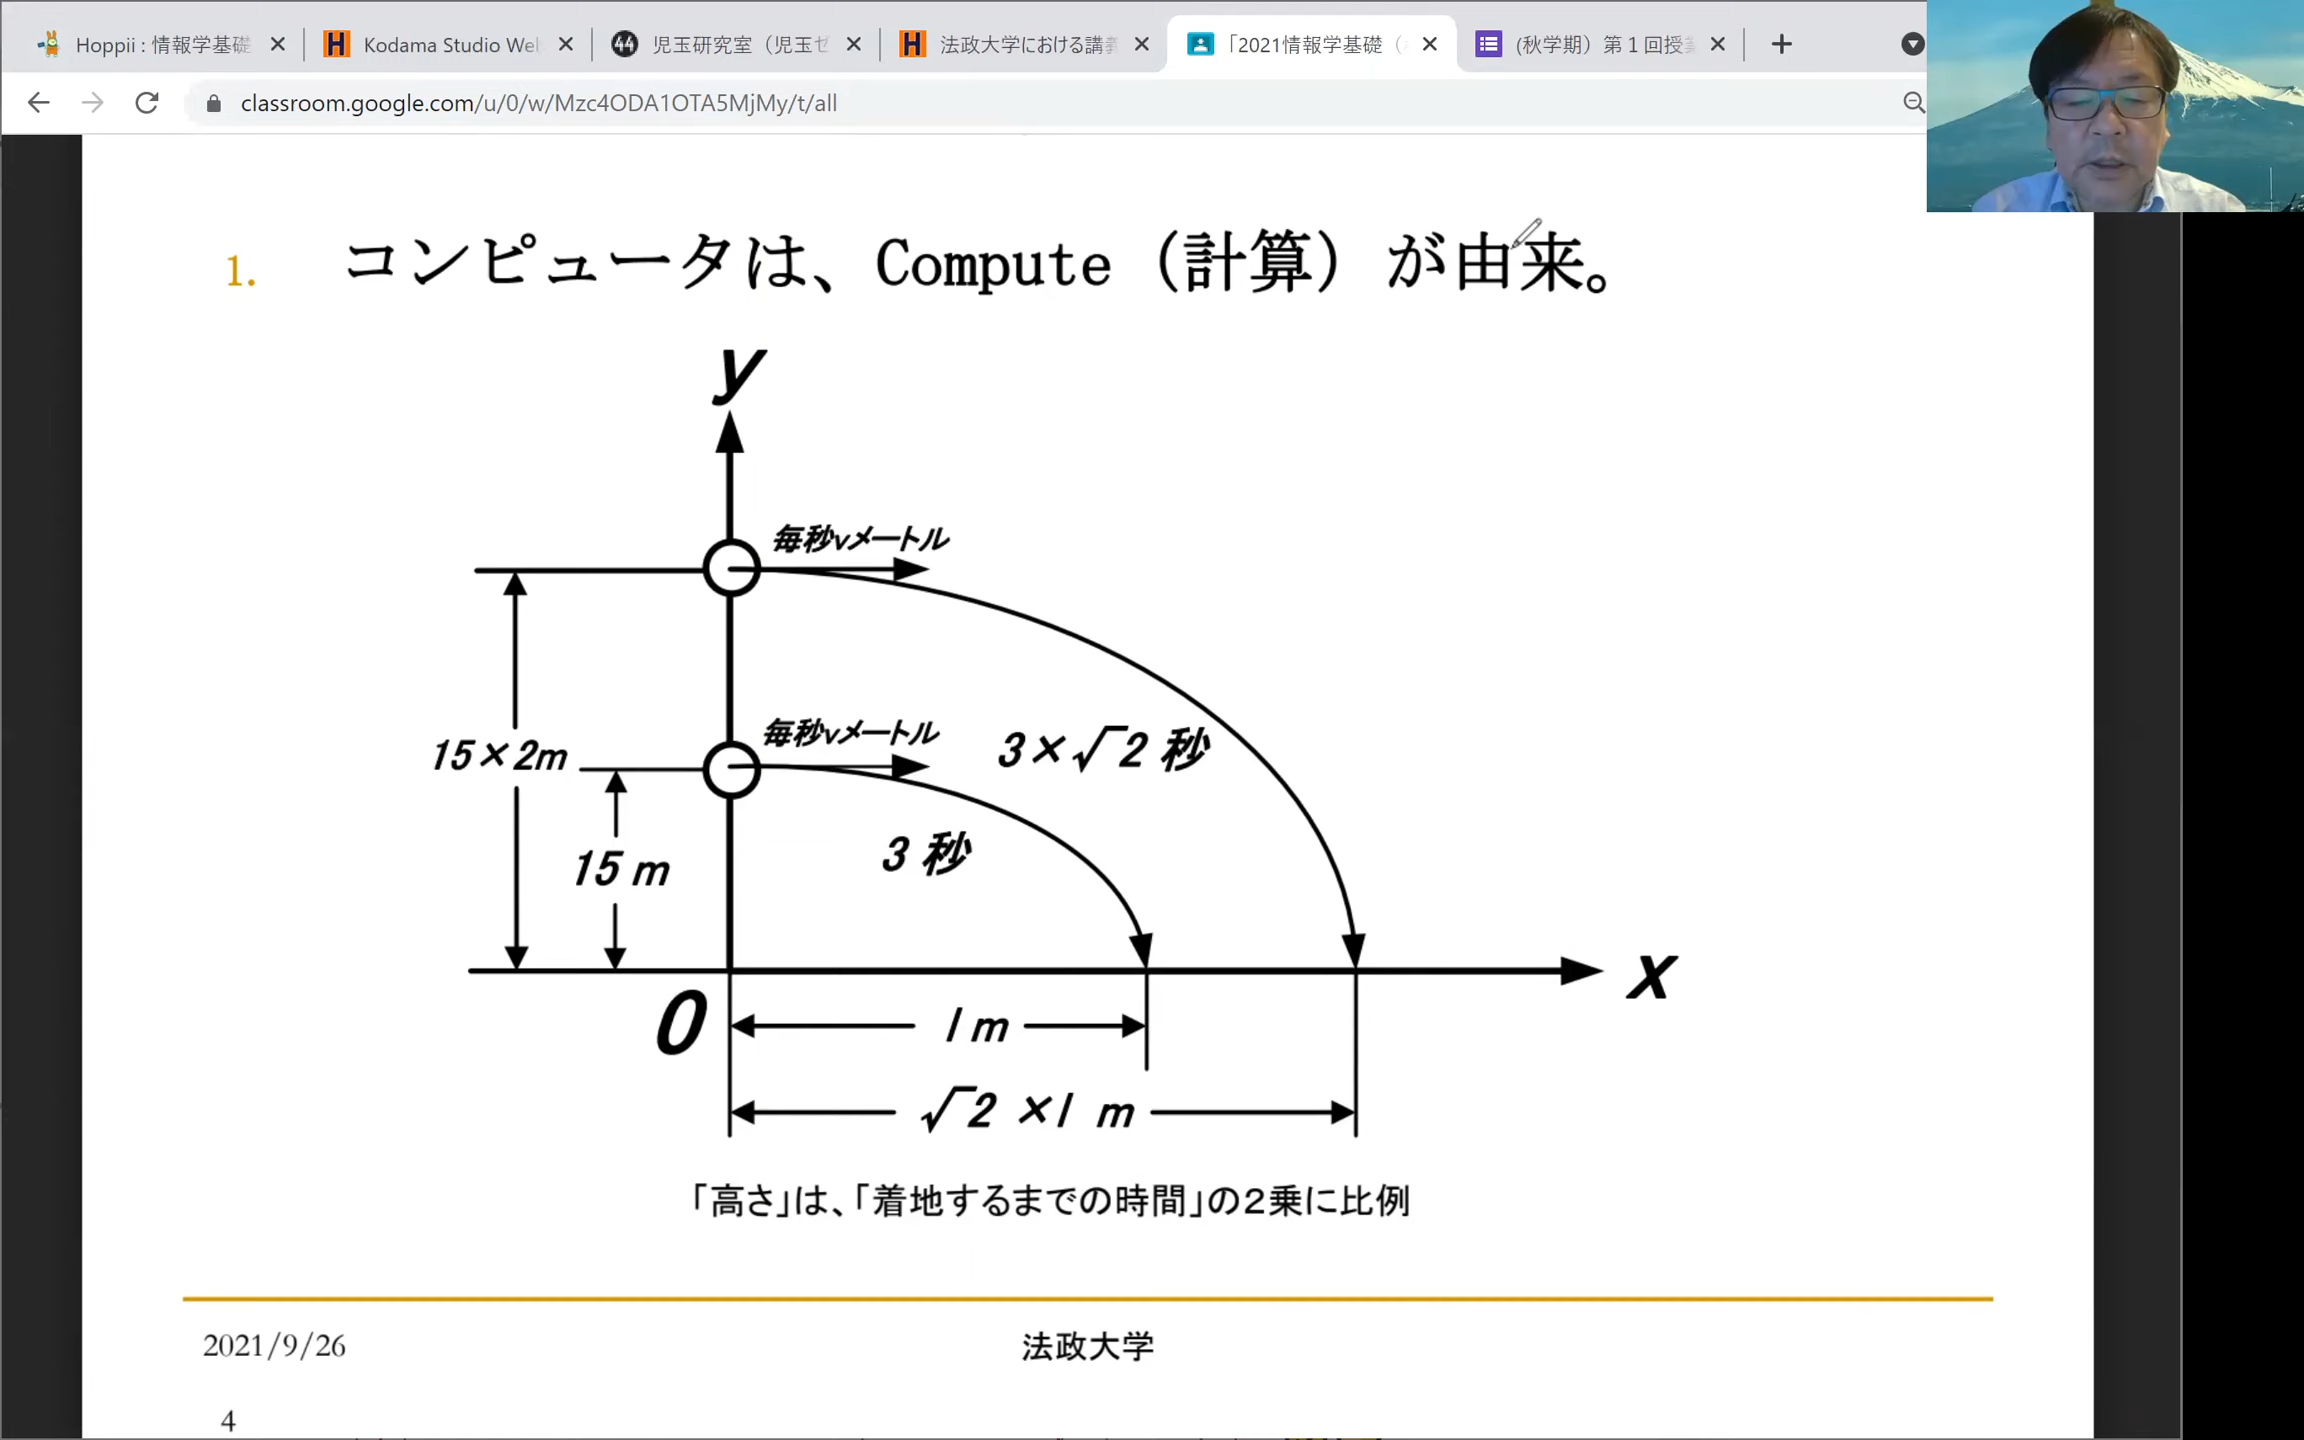 Hoppii : 情報学基礎
Kodama Studio Wel
児玉研究室（児玉ゼ
法政大学における講義
「2021情報学基礎（
(秋学期）第１回授業
classroom.google.com/u/0/w/Mzc4ODA1OTA5MjMy/t/all
1. コンピュータは、Compute（計算）が由来。
y
毎秒vメートル
毎秒vメートル
15×2m
3×√2 秒
3 秒
15 m
x
0
l m
√2 ×l m
「高さ」は、「着地するまでの時間」の２乗に比例
2021/9/26
法政大学
4